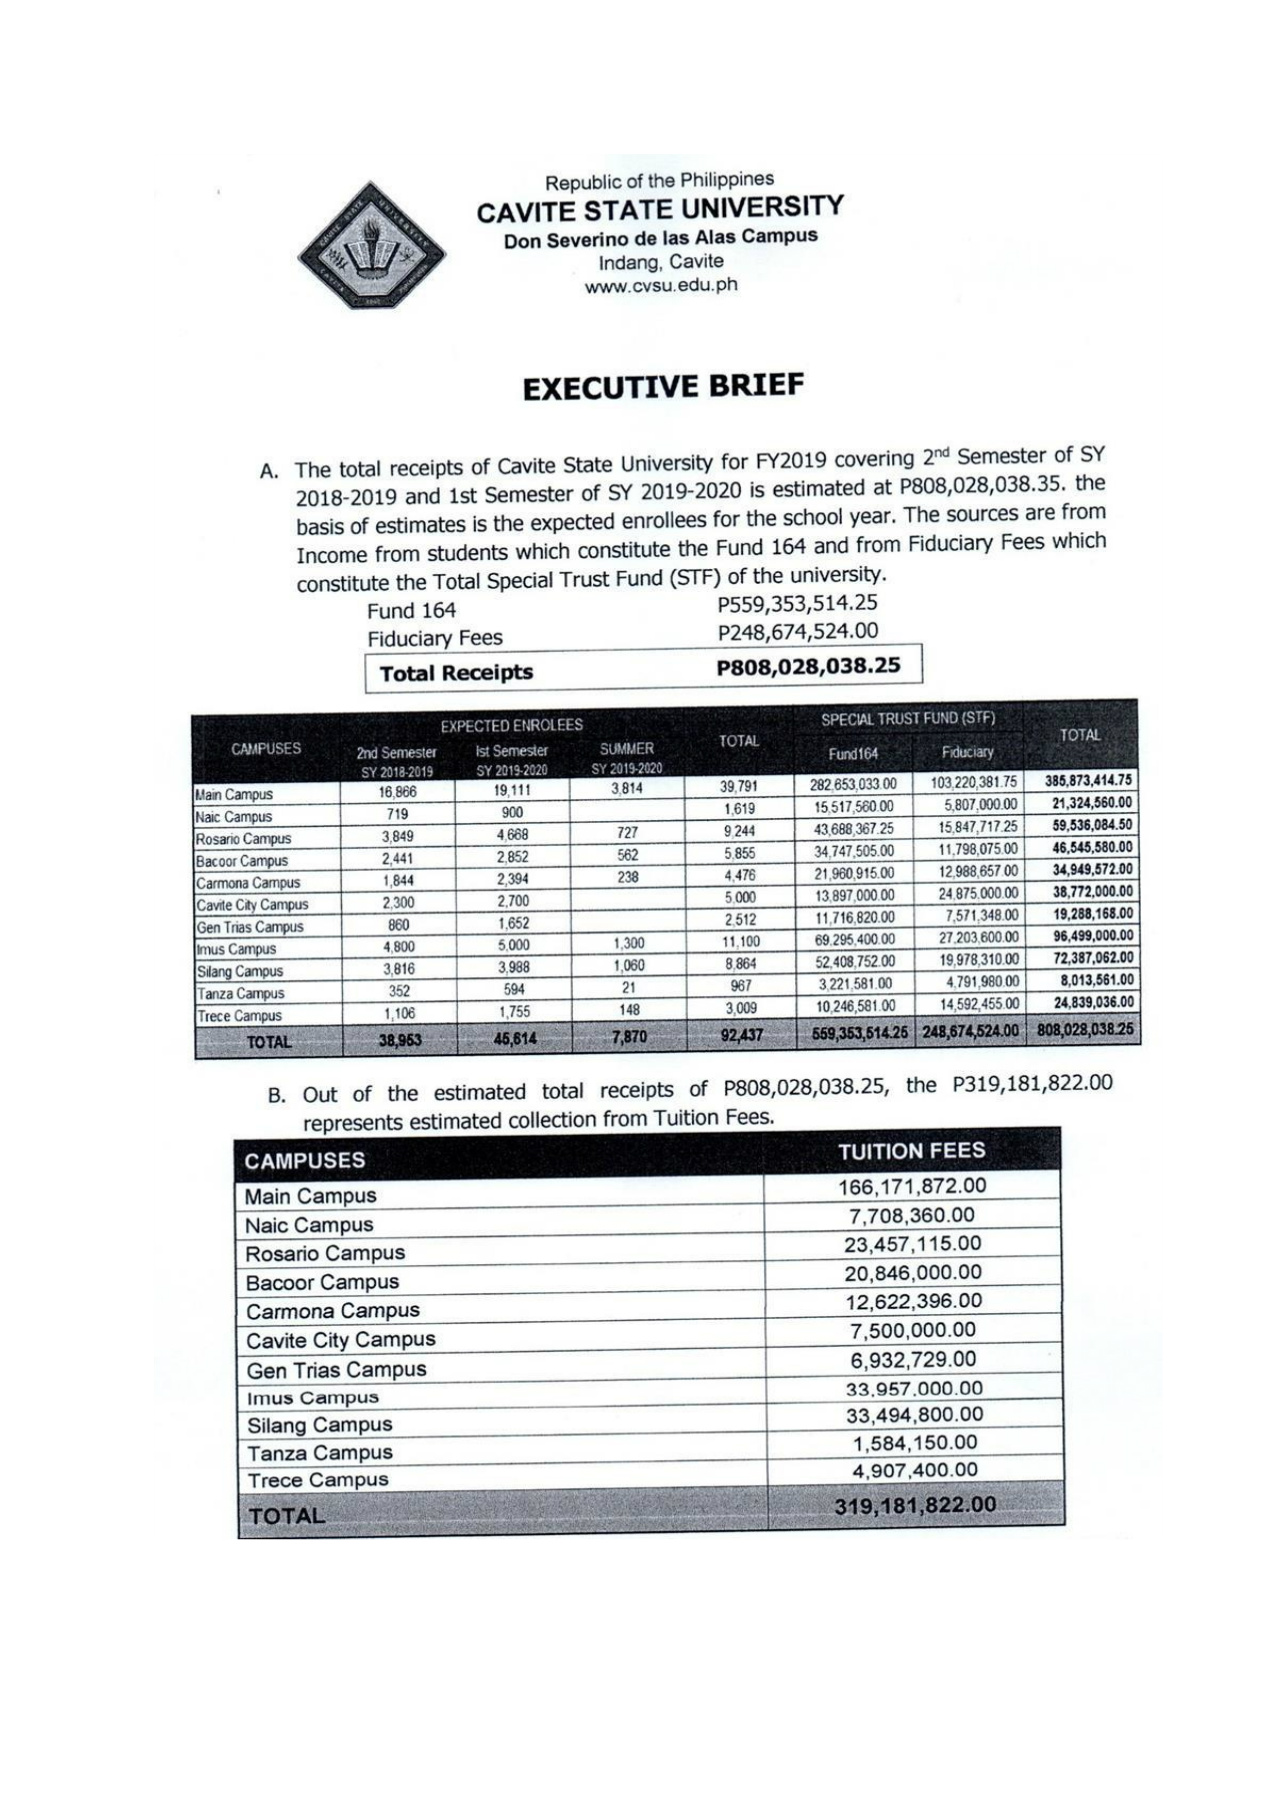 Republic of the Philippines
CAVITE STATE UNIVERSITY
Don Severino de las Alas Campus
Indang, Cavite
www.cvsu.edu.ph
EXECUTIVE BRIEF
A. The total receipts of Cavite State University for FY2019 covering 2nd Semester of SY
2018-2019 and 1st Semester of SY 2019-2020 is estimated at P808,028,038.35. the
basis of estimates is the expected enrollees for the school year. The sources are from
Income from students which constitute the Fund 164 and from Fiduciary Fees which
constitute the Total Special Trust Fund (STF) of the university.
Fund 164 P559,353,514.25
Fiduciary Fees P248,674,524.00
Total Receipts P808,028,038.25
CAMPUSES EXPECTED ENROLEES TOTAL SPECIAL TRUST FUND (STF) TOTAL
2nd Semester Ist Semester SUMMER Fund164 Fiduciary
SY 2018-2019 SY 2019-2020 SY 2019-2020
Main Campus 16,866 19,111 3,814 39,791 282,653,033.00 103,220,381.75 385,873,414.75
Naic Campus 719 900 1,619 15,517,560.00 5,807,000.00 21,324,560.00
Rosario Campus 3,849 4,668 727 9,244 43,688,367.25 15,847,717.25 59,536,084.50
Bacoor Campus 2,441 2,852 562 5,855 34,747,505.00 11,798,075.00 46,545,580.00
Carmona Campus 1,844 2,394 238 4,476 21,960,915.00 12,988,657.00 34,949,572.00
Cavite City Campus 2,300 2,700 5,000 13,897,000.00 24,875,000.00 38,772,000.00
Gen Trias Campus 860 1,652 2,512 11,716,820.00 7,571,348.00 19,288,168.00
Imus Campus 4,800 5,000 1,300 11,100 69,295,400.00 27,203,600.00 96,499,000.00
Silang Campus 3,816 3,988 1,060 8,864 52,408,752.00 19,978,310.00 72,387,062.00
Tanza Campus 352 594 21 967 3,221,581.00 4,791,980.00 8,013,561.00
Trece Campus 1,106 1,755 148 3,009 10,246,581.00 14,592,455.00 24,839,036.00
TOTAL 38,953 45,614 7,870 92,437 559,353,514.25 248,674,524.00 808,028,038.25
B. Out of the estimated total receipts of P808,028,038.25, the P319,181,822.00
represents estimated collection from Tuition Fees.
CAMPUSES TUITION FEES
Main Campus 166,171,872.00
Naic Campus 7,708,360.00
Rosario Campus 23,457,115.00
Bacoor Campus 20,846,000.00
Carmona Campus 12,622,396.00
Cavite City Campus 7,500,000.00
Gen Trias Campus 6,932,729.00
Imus Campus 33,957,000.00
Silang Campus 33,494,800.00
Tanza Campus 1,584,150.00
Trece Campus 4,907,400.00
TOTAL 319,181,822.00